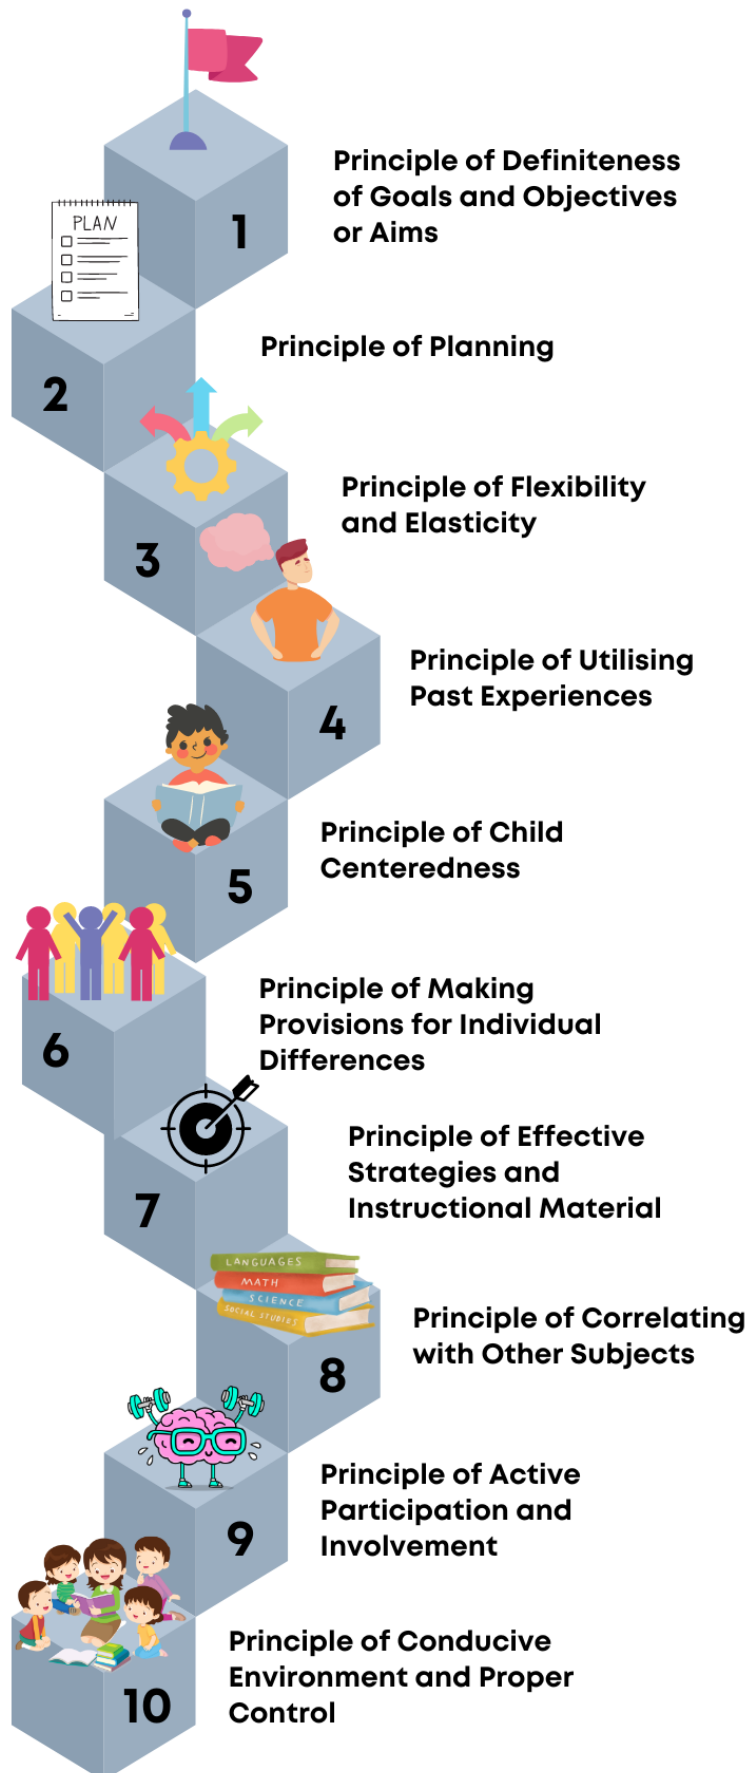 Principle of Definiteness
of Goals and Objectives
or Aims
1
PLAN
Principle of Planning
2
Principle of Flexibility
and Elasticity
3
Principle of Utilising
Past Experiences
4
Principle of Child
Centeredness
5
Principle of Making
Provisions for Individual
Differences
6
Principle of Effective
Strategies and
Instructional Material
7
LANGUAGES
MATH
SCIENCE
SOCIAL STUDIES
Principle of Correlating
with Other Subjects
8
Principle of Active
Participation and
Involvement
9
Principle of Conducive
Environment and Proper
Control
10